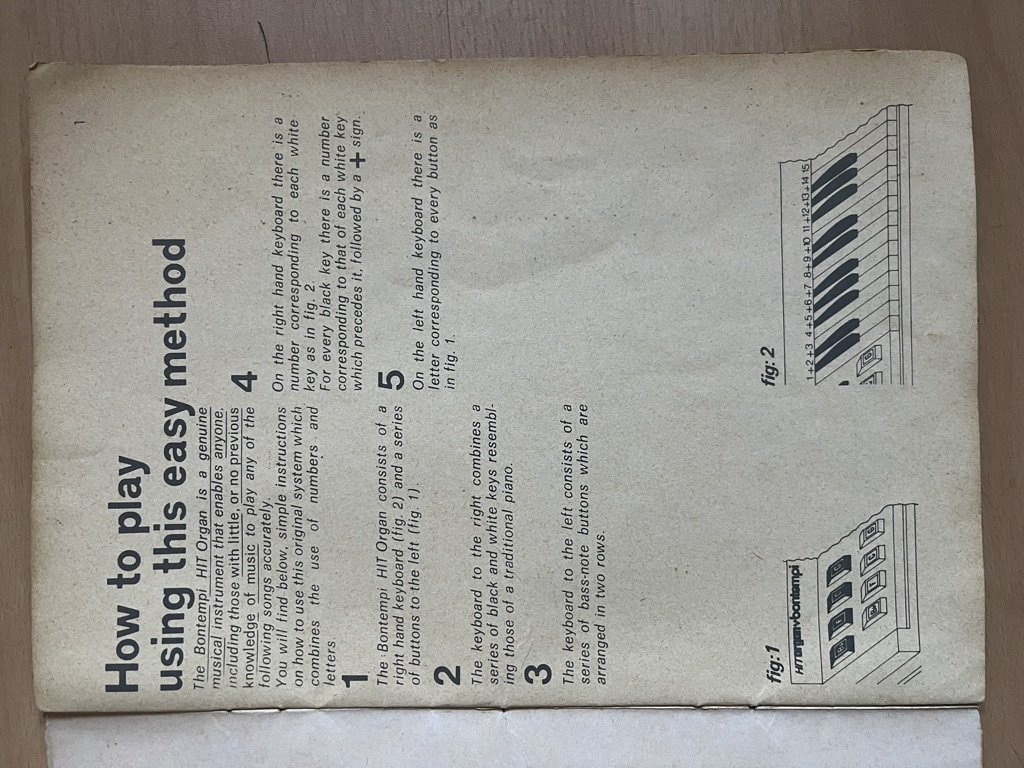 How to play
using this easy method
The Bontempi HIT Organ is a genuine
musical instrument that enables anyone,
including those with little, or no previous
knowledge of music to play any of the
following songs accurately.
You will find below, simple instructions
on how to use this original system which
combines the use of numbers and
letters.
1
The Bontempi HIT Organ consists of a
right hand keyboard (fig. 2) and a series
of buttons to the left (fig. 1).
2
The keyboard to the right combines a
series of black and white keys resembl-
ing those of a traditional piano.
3
The keyboard to the left consists of a
series of bass-note buttons which are
arranged in two rows.
4
On the right hand keyboard there is a
number corresponding to each white
key as in fig. 2.
For every black key there is a number
corresponding to that of each white key
which precedes it, followed by a + sign.
5
On the left hand keyboard there is a
letter corresponding to every button as
in fig. 1.
fig:1
HITorgan bontempi
fig: 2
1+2+3 4+5+6+7 8+9+10 11+12+13+14 15